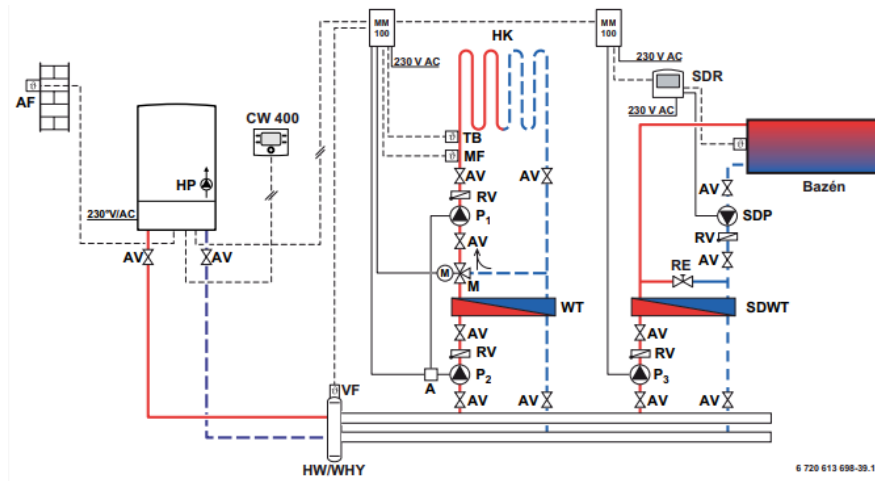 MM
100
HK
MM
100
230 V AC
230 V AC
SDR
AF
CW 400
230 V AC
TB
HP
MF
Bazén
AV
AV
AV
RV
P1
SDP
230°V/AC
AV
RV
AV
AV
AV
RE
M
M
WT
SDWT
AV
AV
RV
RV
VF
A
P2
P3
AV
AV
AV
AV
HW/WHY
6 720 613 698-39.1